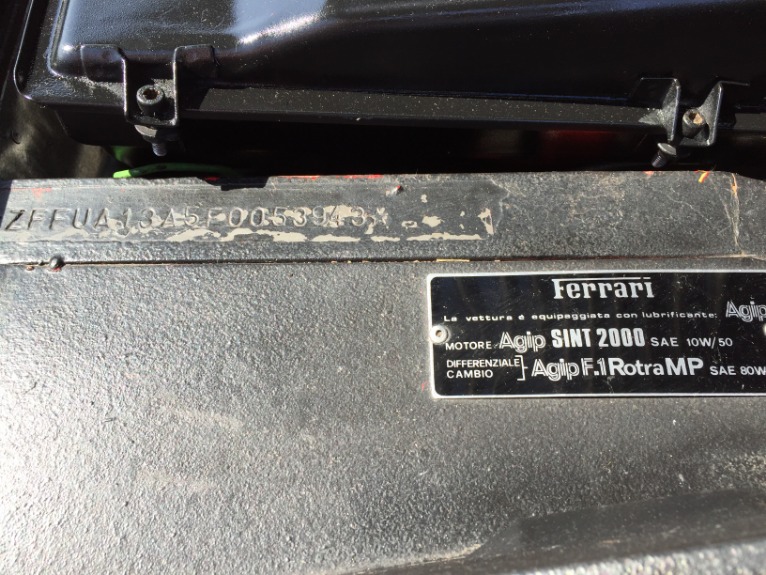 ZFFUA13A5F0053943
Ferrari
La vettura é equipaggiata con lubrificante: Agip
MOTORE Agip SINT 2000 SAE 10W/50
DIFFERENZIALE
CAMBIO
Agip F.1 Rotra MP SAE 80W